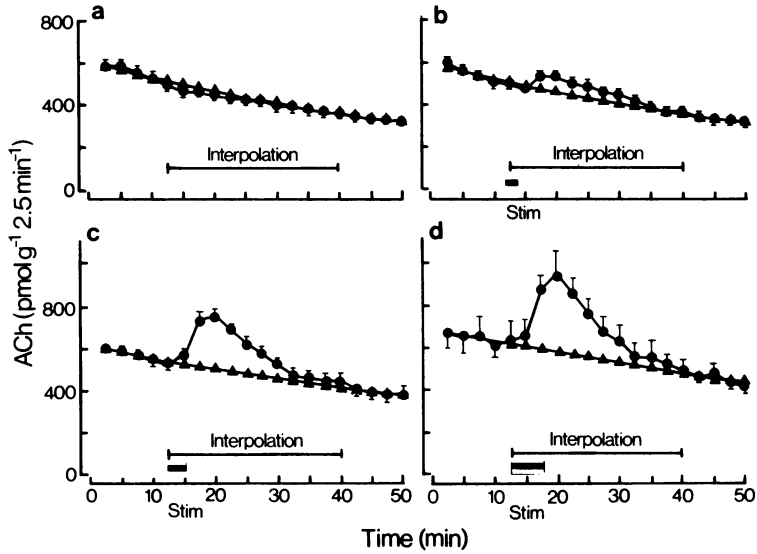 a
b
800
400
0
Interpolation
Interpolation
Stim
ACh (pmol g⁻¹ 2.5 min⁻¹)
c
d
800
400
0
Interpolation
Interpolation
0 10 20 30 40 50
0 10 20 30 40 50
Stim
Stim
Time (min)